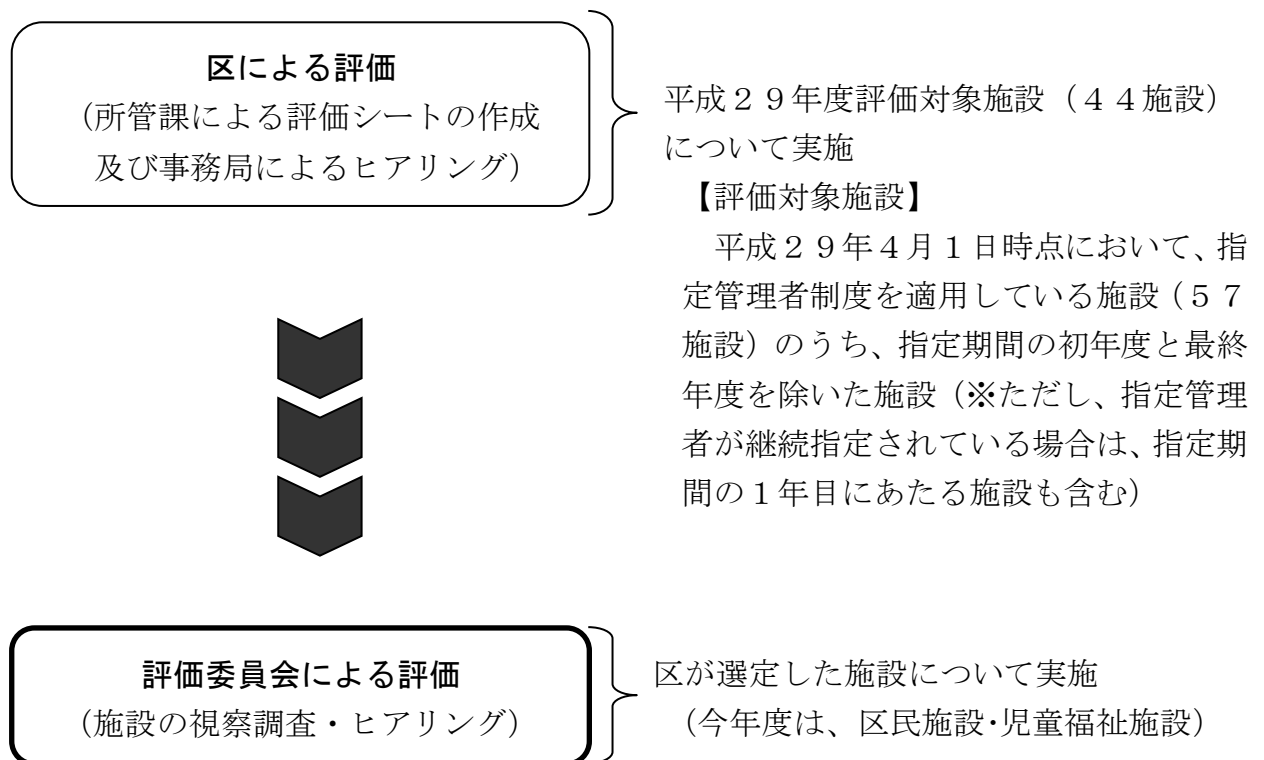 区による評価
（所管課による評価シートの作成
及び事務局によるヒアリング）
平成２９年度評価対象施設（４４施設）
について実施
【評価対象施設】
平成２９年４月１日時点において、指
定管理者制度を適用している施設（５７
施設）のうち、指定期間の初年度と最終
年度を除いた施設（※ただし、指定管理
者が継続指定されている場合は、指定期
間の１年目にあたる施設も含む）
評価委員会による評価
（施設の視察調査・ヒアリング）
区が選定した施設について実施
（今年度は、区民施設･児童福祉施設）